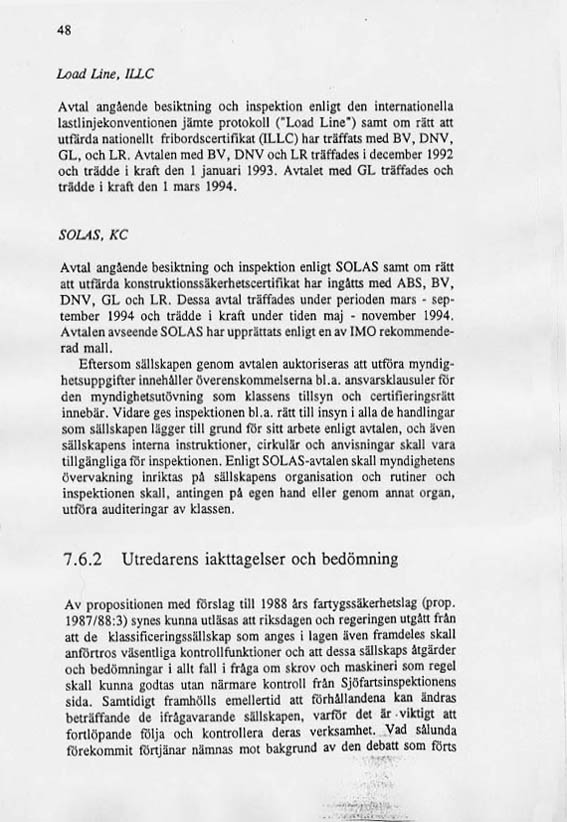 48
Load Line, ILLC
Avtal angående besiktning och inspektion enligt den internationella
lastlinjekonventionen jämte protokoll ("Load Line") samt om rätt att
utfärda nationellt fribordscertifikat (ILLC) har träffats med BV, DNV,
GL, och LR. Avtalen med BV, DNV och LR träffades i december 1992
och trädde i kraft den 1 januari 1993. Avtalet med GL träffades och
trädde i kraft den 1 mars 1994.
SOLAS, KC
Avtal angående besiktning och inspektion enligt SOLAS samt om rätt
att utfärda konstruktionssäkerhetscertifikat har ingåtts med ABS, BV,
DNV, GL och LR. Dessa avtal träffades under perioden mars - sep-
tember 1994 och trädde i kraft under tiden maj - november 1994.
Avtalen avseende SOLAS har upprättats enligt en av IMO rekommende-
rad mall.
Eftersom sällskapen genom avtalen auktoriseras att utföra myndig-
hetsuppgifter innehåller överenskommelserna bl.a. ansvarsklausuler för
den myndighetsutövning som klassens tillsyn och certifieringsrätt
innebär. Vidare ges inspektionen bl.a. rätt till insyn i alla de handlingar
som sällskapen lägger till grund för sitt arbete enligt avtalen, och även
sällskapens interna instruktioner, cirkulär och anvisningar skall vara
tillgängliga för inspektionen. Enligt SOLAS-avtalen skall myndighetens
övervakning inriktas på sällskapens organisation och rutiner och
inspektionen skall, antingen på egen hand eller genom annat organ,
utföra auditeringar av klassen.
7.6.2 Utredarens iakttagelser och bedömning
Av propositionen med förslag till 1988 års fartygssäkerhetslag (prop.
1987/88:3) synes kunna utläsas att riksdagen och regeringen utgått från
att de klassificeringssällskap som anges i lagen även framdeles skall
anförtros väsentliga kontrollfunktioner och att dessa sällskaps åtgärder
och bedömningar i allt fall i fråga om skrov och maskineri som regel
skall kunna godtas utan närmare kontroll från Sjöfartsinspektionens
sida. Samtidigt framhölls emellertid att förhållandena kan ändras
beträffande de ifrågavarande sällskapen, varför det är viktigt att
fortlöpande följa och kontrollera deras verksamhet. Vad sålunda
förekommit förtjänar nämnas mot bakgrund av den debatt som förts